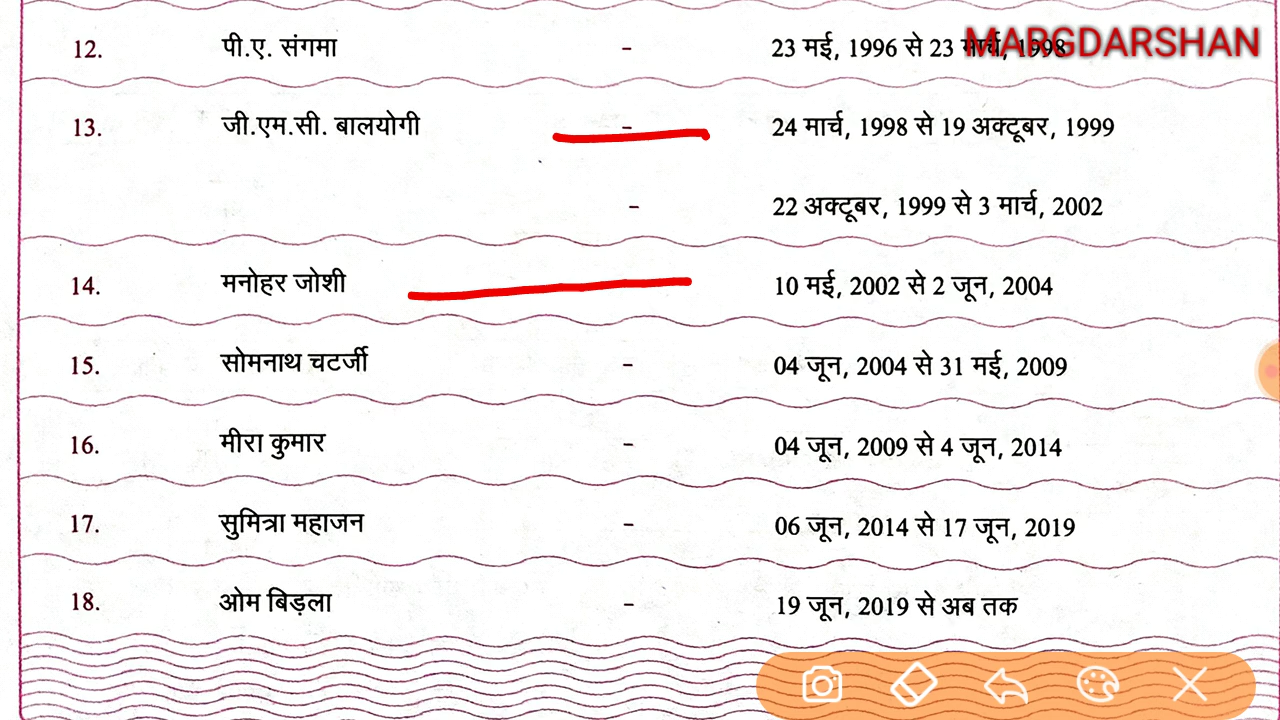 12. पी.ए. संगमा - 23 मई, 1996 से 23 मार्च, 1998
MARGDARSHAN
13. जी.एम.सी. बालयोगी - 24 मार्च, 1998 से 19 अक्टूबर, 1999
- 22 अक्टूबर, 1999 से 3 मार्च, 2002
14. मनोहर जोशी 10 मई, 2002 से 2 जून, 2004
15. सोमनाथ चटर्जी - 04 जून, 2004 से 31 मई, 2009
16. मीरा कुमार - 04 जून, 2009 से 4 जून, 2014
17. सुमित्रा महाजन - 06 जून, 2014 से 17 जून, 2019
18. ओम बिड़ला - 19 जून, 2019 से अब तक